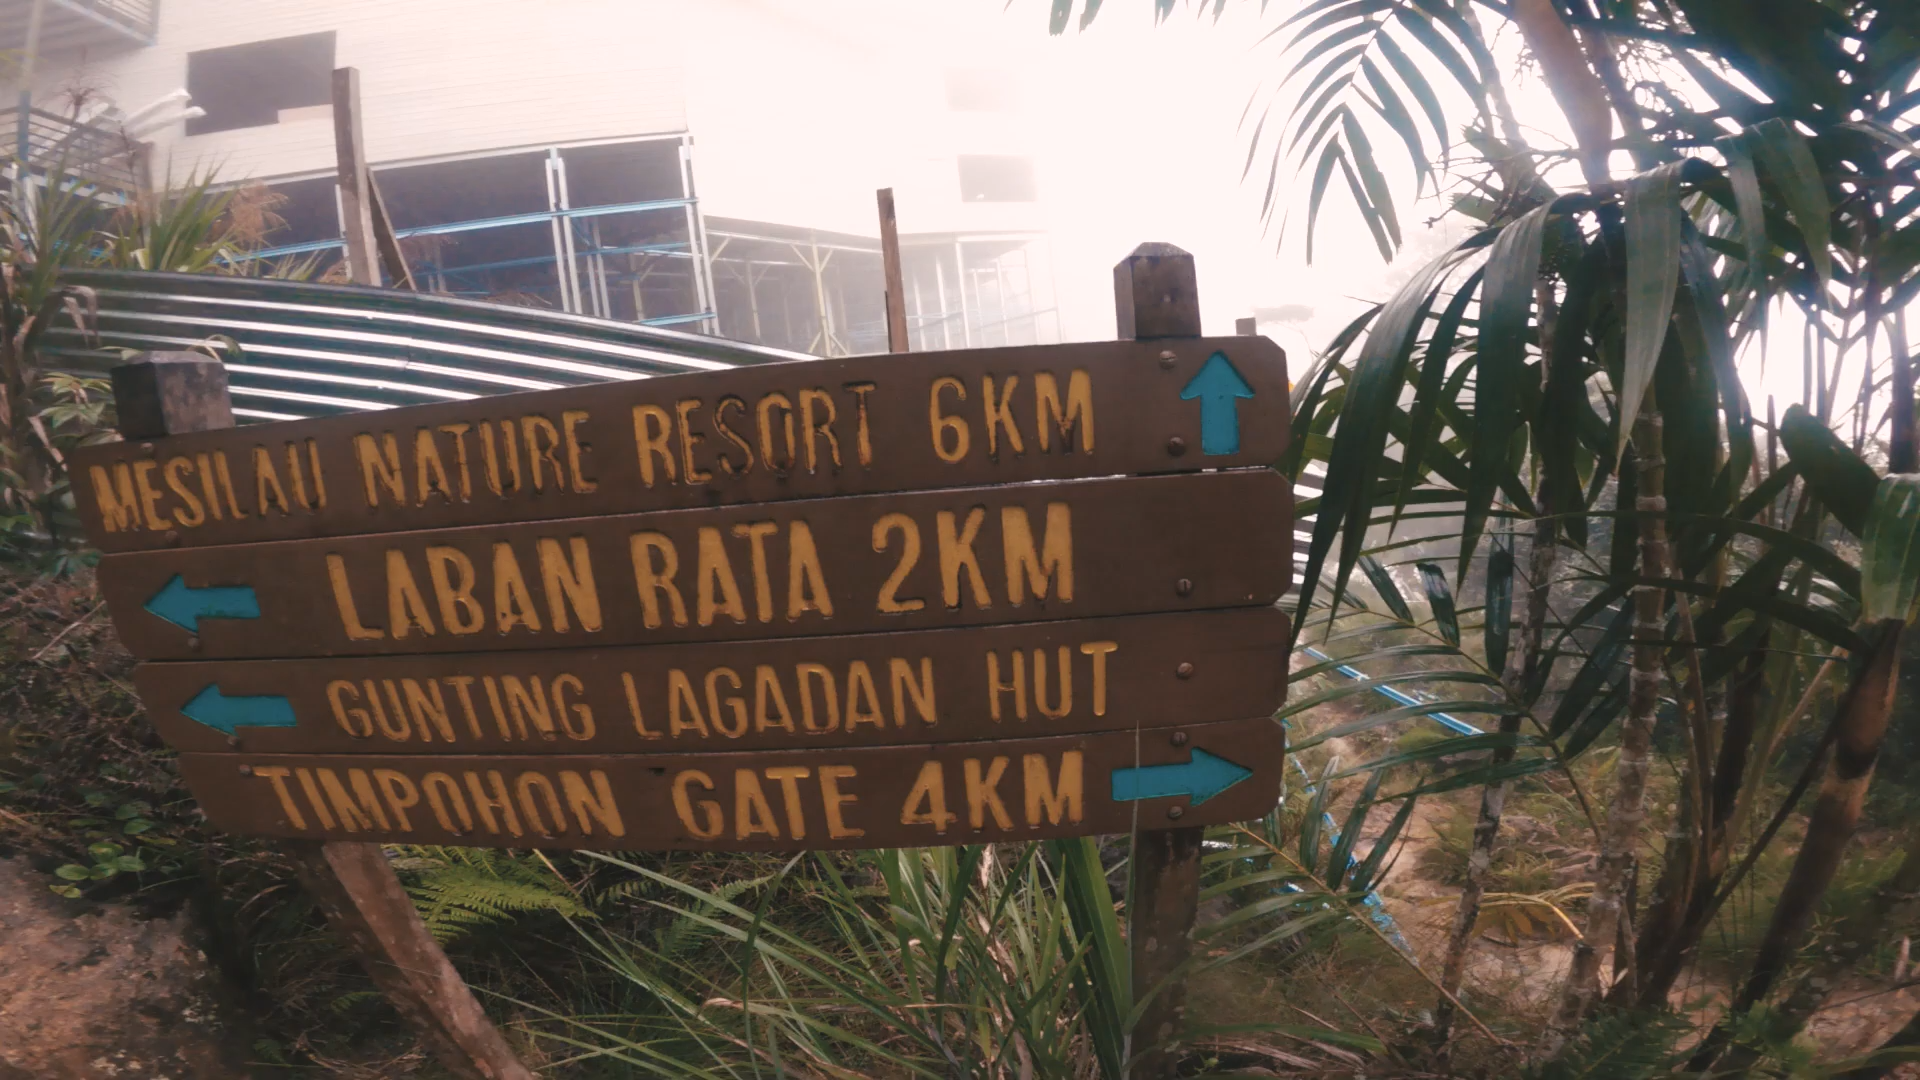 MESILAU NATURE RESORT 6KM
LABAN RATA 2KM
GUNTING LAGADAN HUT
TIMPOHON GATE 4KM